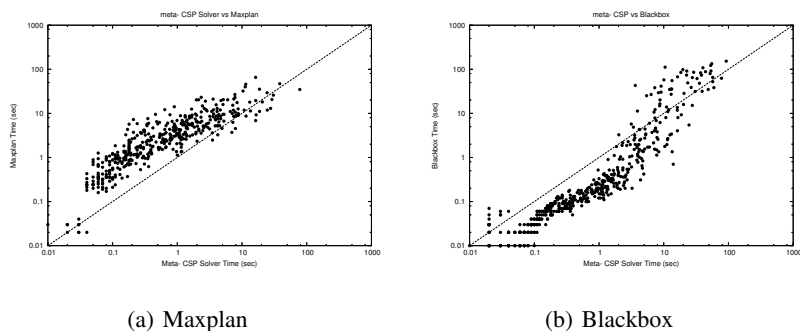 meta- CSP Solver vs Maxplan
1000
100
10
1
0.1
0.01
0.01 0.1 1 10 100 1000
Maxplan Time (sec)
Meta- CSP Solver Time (sec)
(a) Maxplan
meta- CSP vs Blackbox
1000
100
10
1
0.1
0.01
0.01 0.1 1 10 100 1000
Blackbox Time (sec)
Meta- CSP Solver Time (sec)
(b) Blackbox